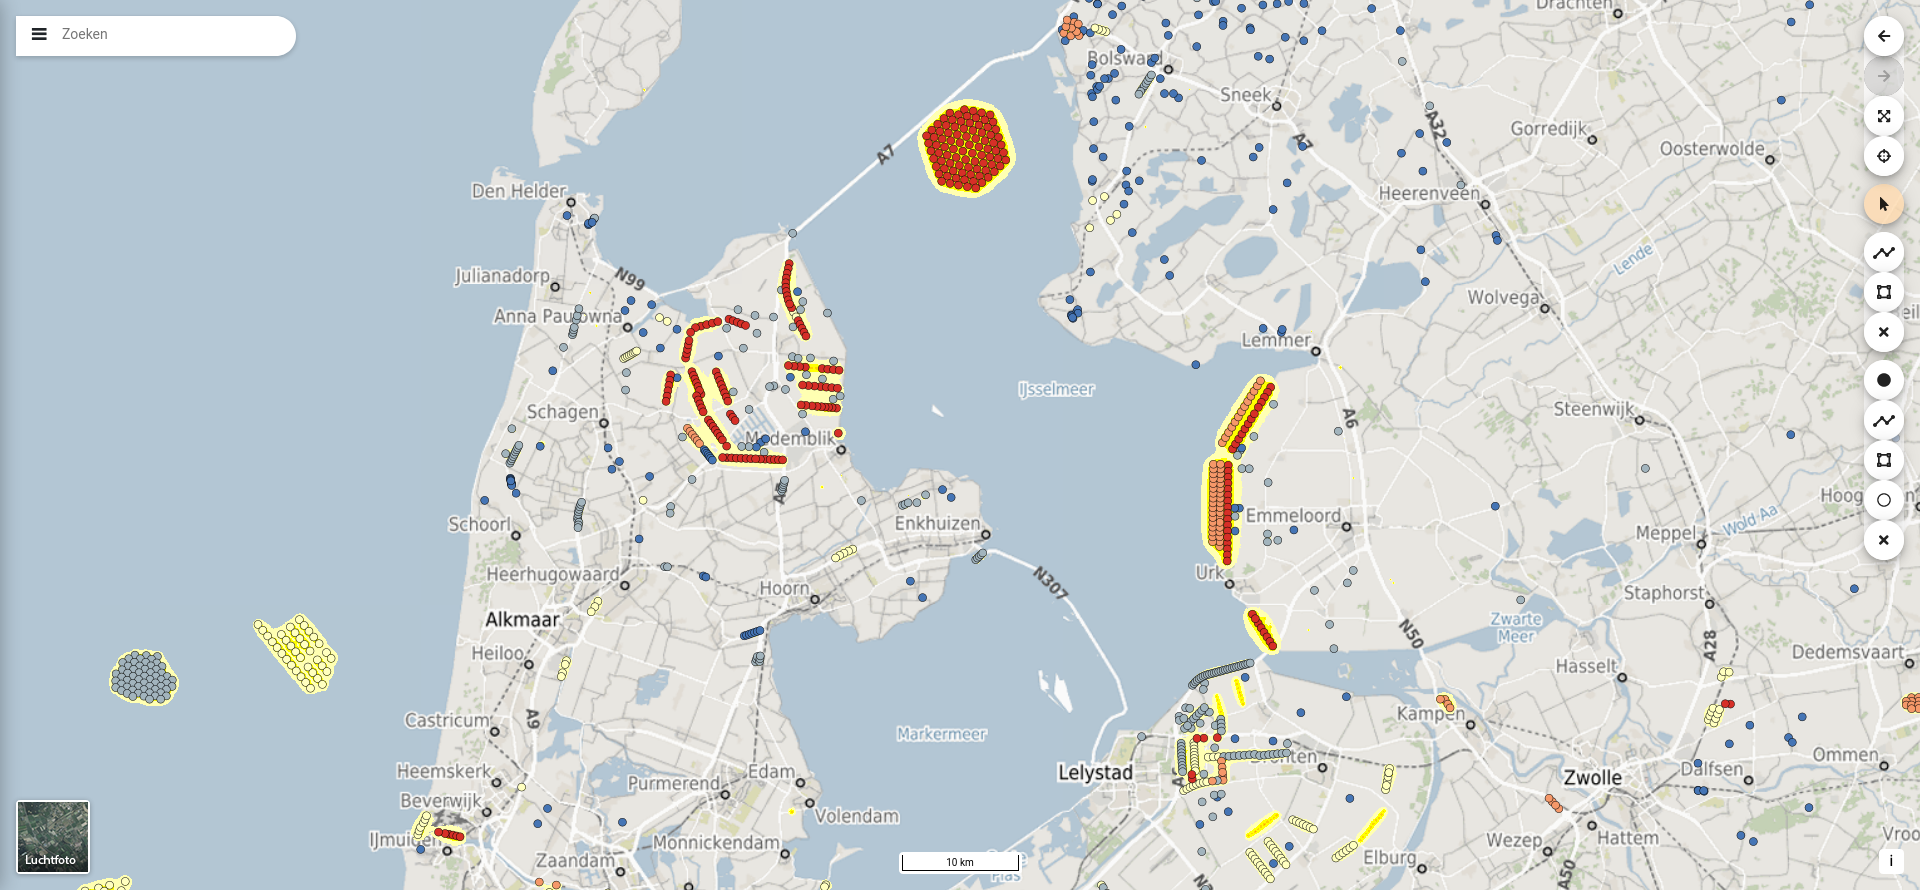 Zoeken
Drachten
Bolsward
Sneek
A32
Gorredijk
A7
A7
Oosterwolde
Den Helder
Heerenveen
Julianadorp
N99
Lende
Wolvega
Anna Paulowna
Lemmer
IJsselmeer
Schagen
A6
Steenwijk
Medemblik
Schoorl
Enkhuizen
Emmeloord
Meppel
Wold Aa
Urk
Heerhugowaard
Hoorn
N307
Staphorst
Alkmaar
Zwarte
Meer
N50
A28
Heiloo
Hasselt
Dedemsvaart
Castricum
A9
Kampen
Markermeer
Heemskerk
Purmerend
Edam
Lelystad
Zwolle
Dalfsen
Ommen
Beverwijk
Volendam
IJmuiden
Monnickendam
Wezep
Hattem
Zaandam
Elburg
A50
Luchtfoto
10 km
i